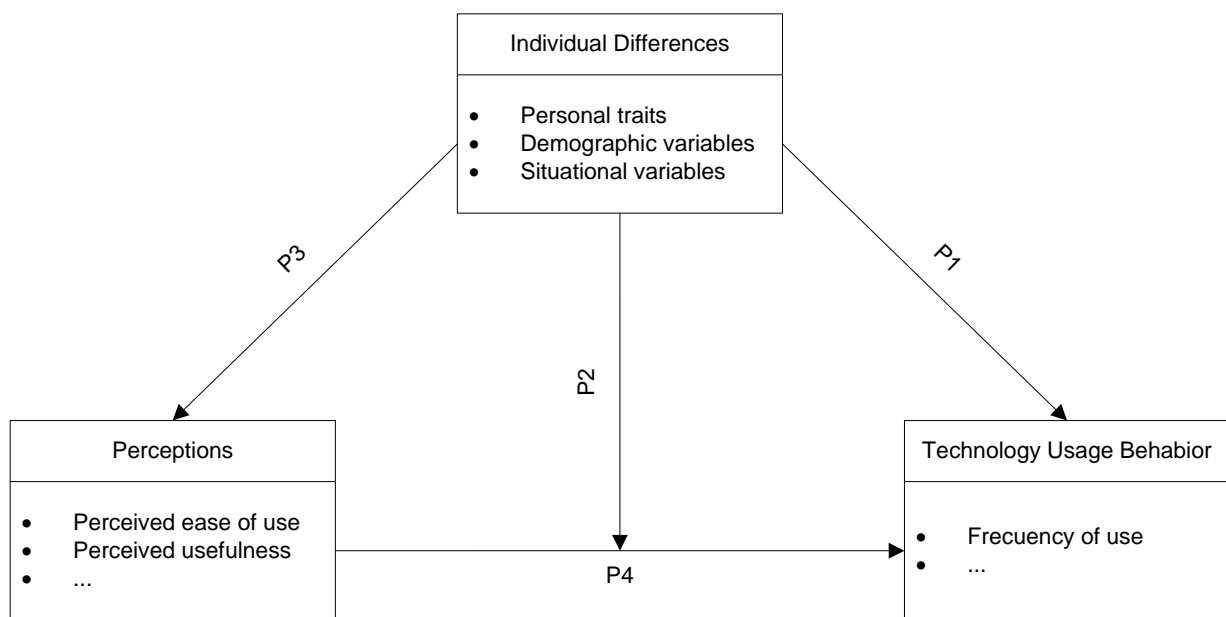 Individual Differences
• Personal traits
• Demographic variables
• Situational variables
P3
P1
P2
Perceptions
• Perceived ease of use
• Perceived usefulness
• ...
P4
Technology Usage Behabior
• Frecuency of use
• ...